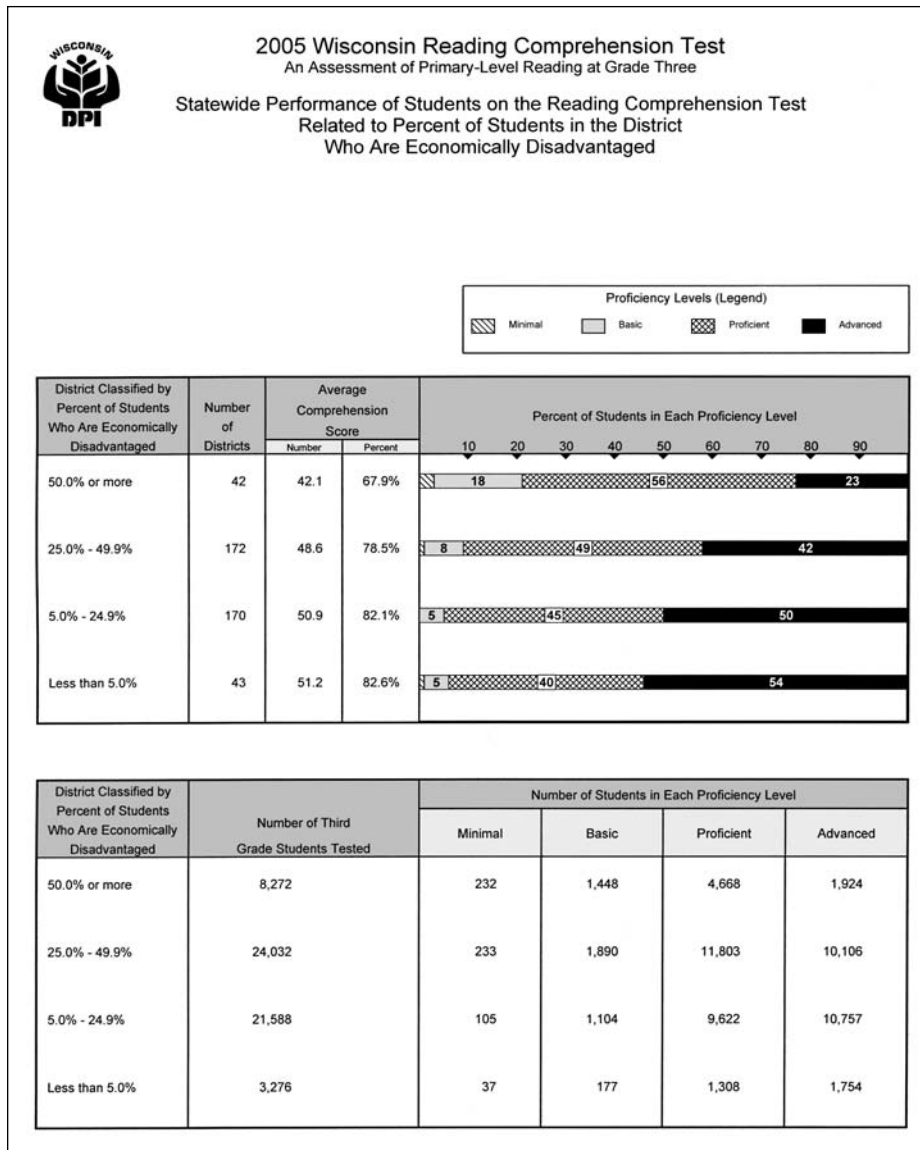 WISCONSIN
DPI
2005 Wisconsin Reading Comprehension Test
An Assessment of Primary-Level Reading at Grade Three
Statewide Performance of Students on the Reading Comprehension Test
Related to Percent of Students in the District
Who Are Economically Disadvantaged
Proficiency Levels (Legend)
Minimal Basic Proficient Advanced
District Classified by
Percent of Students
Who Are Economically
Disadvantaged
Number
of
Districts
Average
Comprehension
Score
Number Percent
Percent of Students in Each Proficiency Level
10 20 30 40 50 60 70 80 90
50.0% or more 42 42.1 67.9% 18 56 23
25.0% - 49.9% 172 48.6 78.5% 8 49 42
5.0% - 24.9% 170 50.9 82.1% 5 45 50
Less than 5.0% 43 51.2 82.6% 5 40 54
District Classified by
Percent of Students
Who Are Economically
Disadvantaged
Number of Third
Grade Students Tested
Number of Students in Each Proficiency Level
Minimal Basic Proficient Advanced
50.0% or more 8,272 232 1,448 4,668 1,924
25.0% - 49.9% 24,032 233 1,890 11,803 10,106
5.0% - 24.9% 21,588 105 1,104 9,622 10,757
Less than 5.0% 3,276 37 177 1,308 1,754